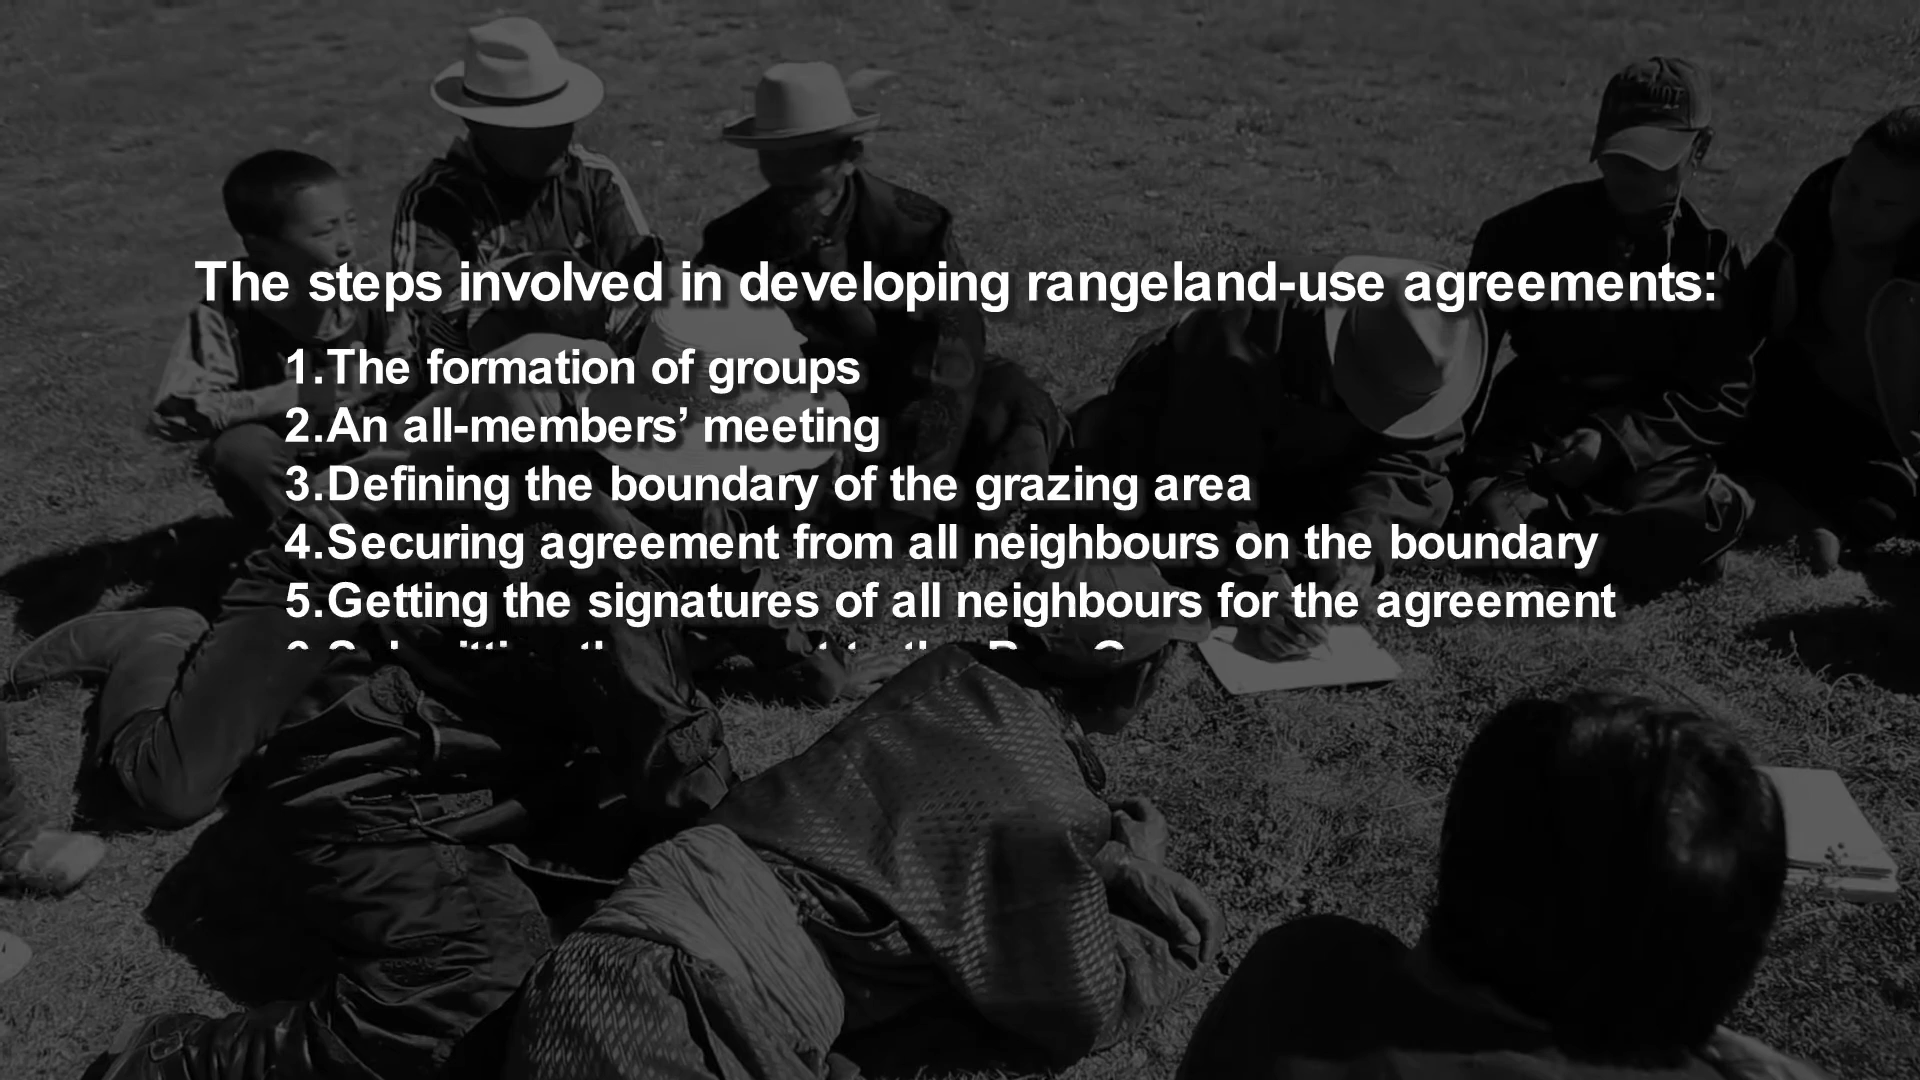 The steps involved in developing rangeland-use agreements:
1.The formation of groups
2.An all-members’ meeting
3.Defining the boundary of the grazing area
4.Securing agreement from all neighbours on the boundary
5.Getting the signatures of all neighbours for the agreement